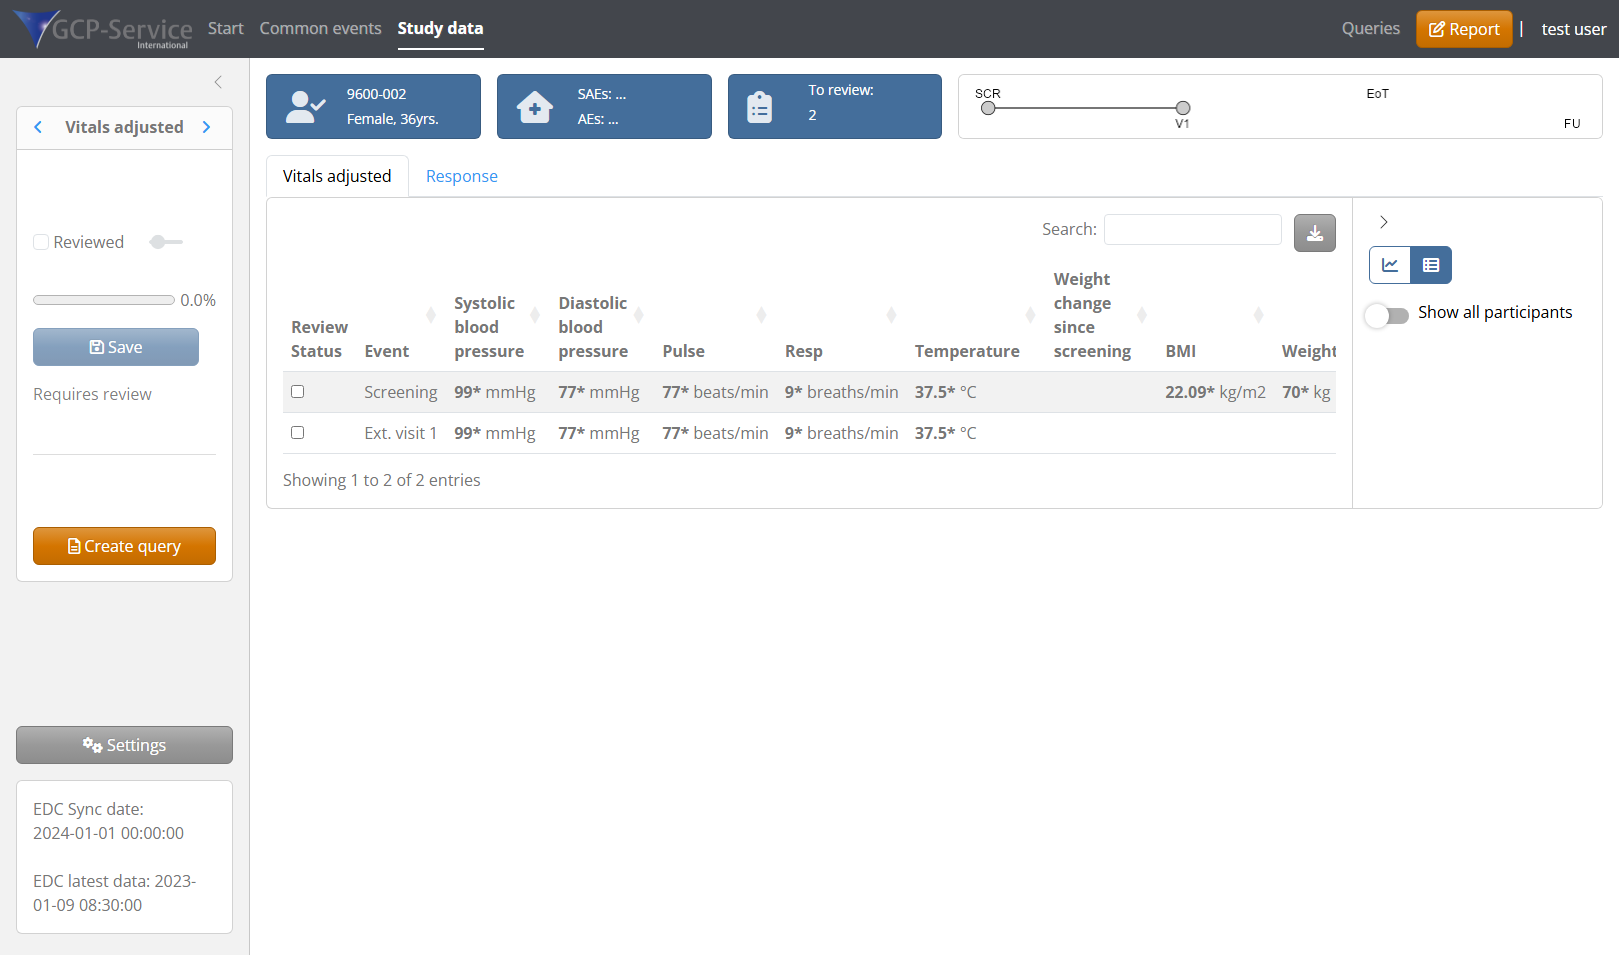 GCP-Service
International
Start
Common events
Study data
Queries
Report
|
test user
Vitals adjusted
Reviewed
0.0%
Save
Requires review
Create query
Settings
EDC Sync date:
2024-01-01 00:00:00
EDC latest data: 2023-
01-09 08:30:00
9600-002
Female, 36yrs.
SAEs: ...
AEs: ...
To review:
2
SCR
V1
EoT
FU
Vitals adjusted
Response
Search:
Review Status
Event
Systolic blood pressure
Diastolic blood pressure
Pulse
Resp
Temperature
Weight change since screening
BMI
Weight
Screening 99* mmHg 77* mmHg 77* beats/min 9* breaths/min 37.5* °C 22.09* kg/m2 70* kg
Ext. visit 1 99* mmHg 77* mmHg 77* beats/min 9* breaths/min 37.5* °C
Showing 1 to 2 of 2 entries
Show all participants